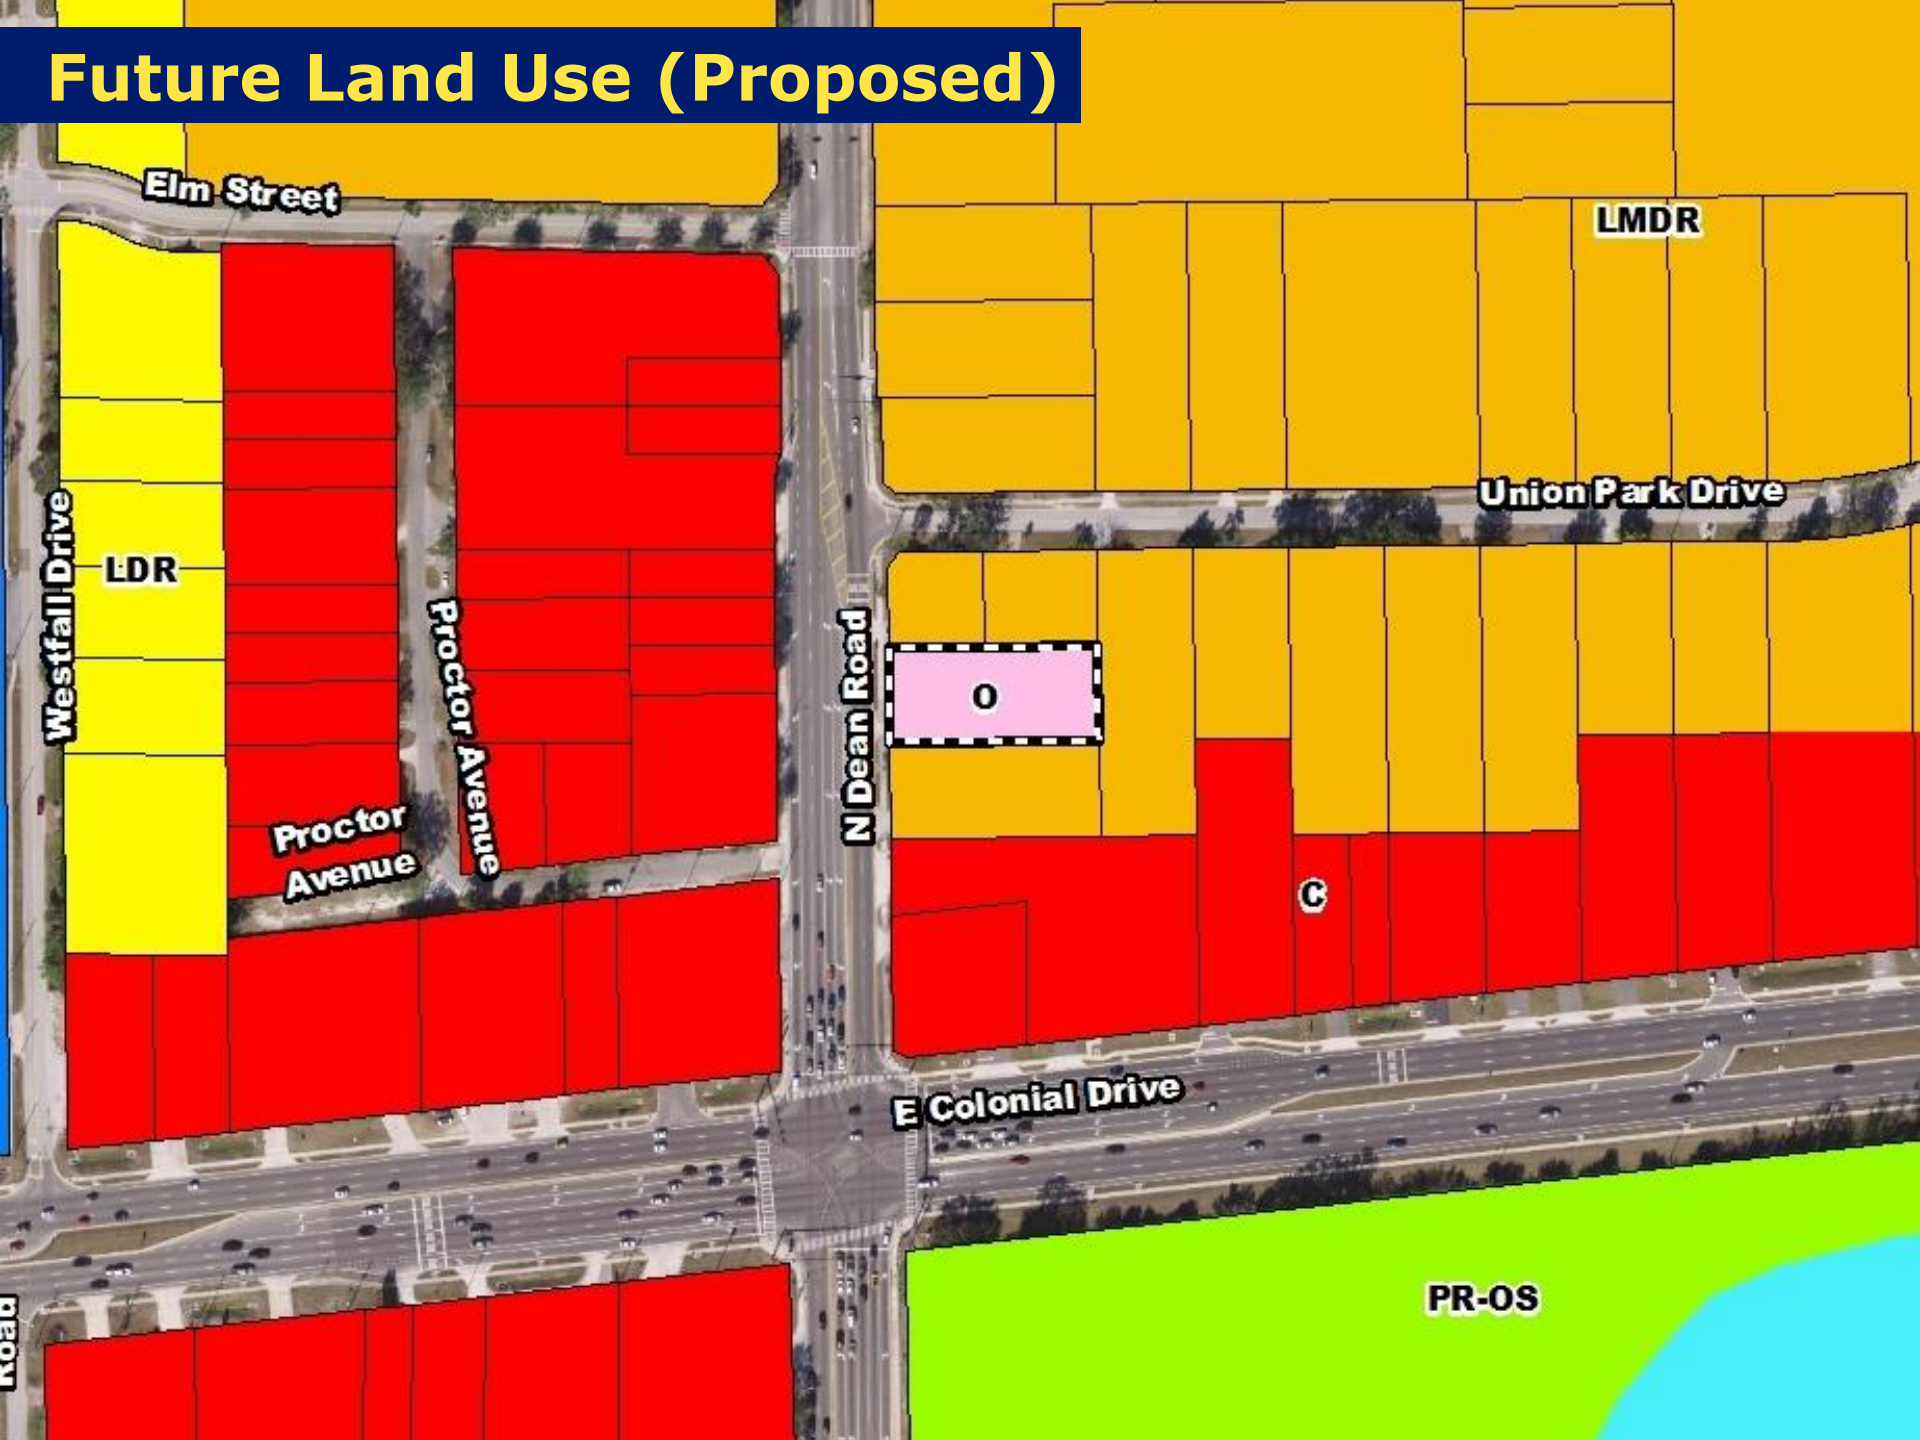 Future Land Use (Proposed)
Elm Street
LMDR
Union Park Drive
Westfall Drive
LDR
Proctor Avenue
N Dean Road
O
Proctor
Avenue
C
E Colonial Drive
PR-OS
Road